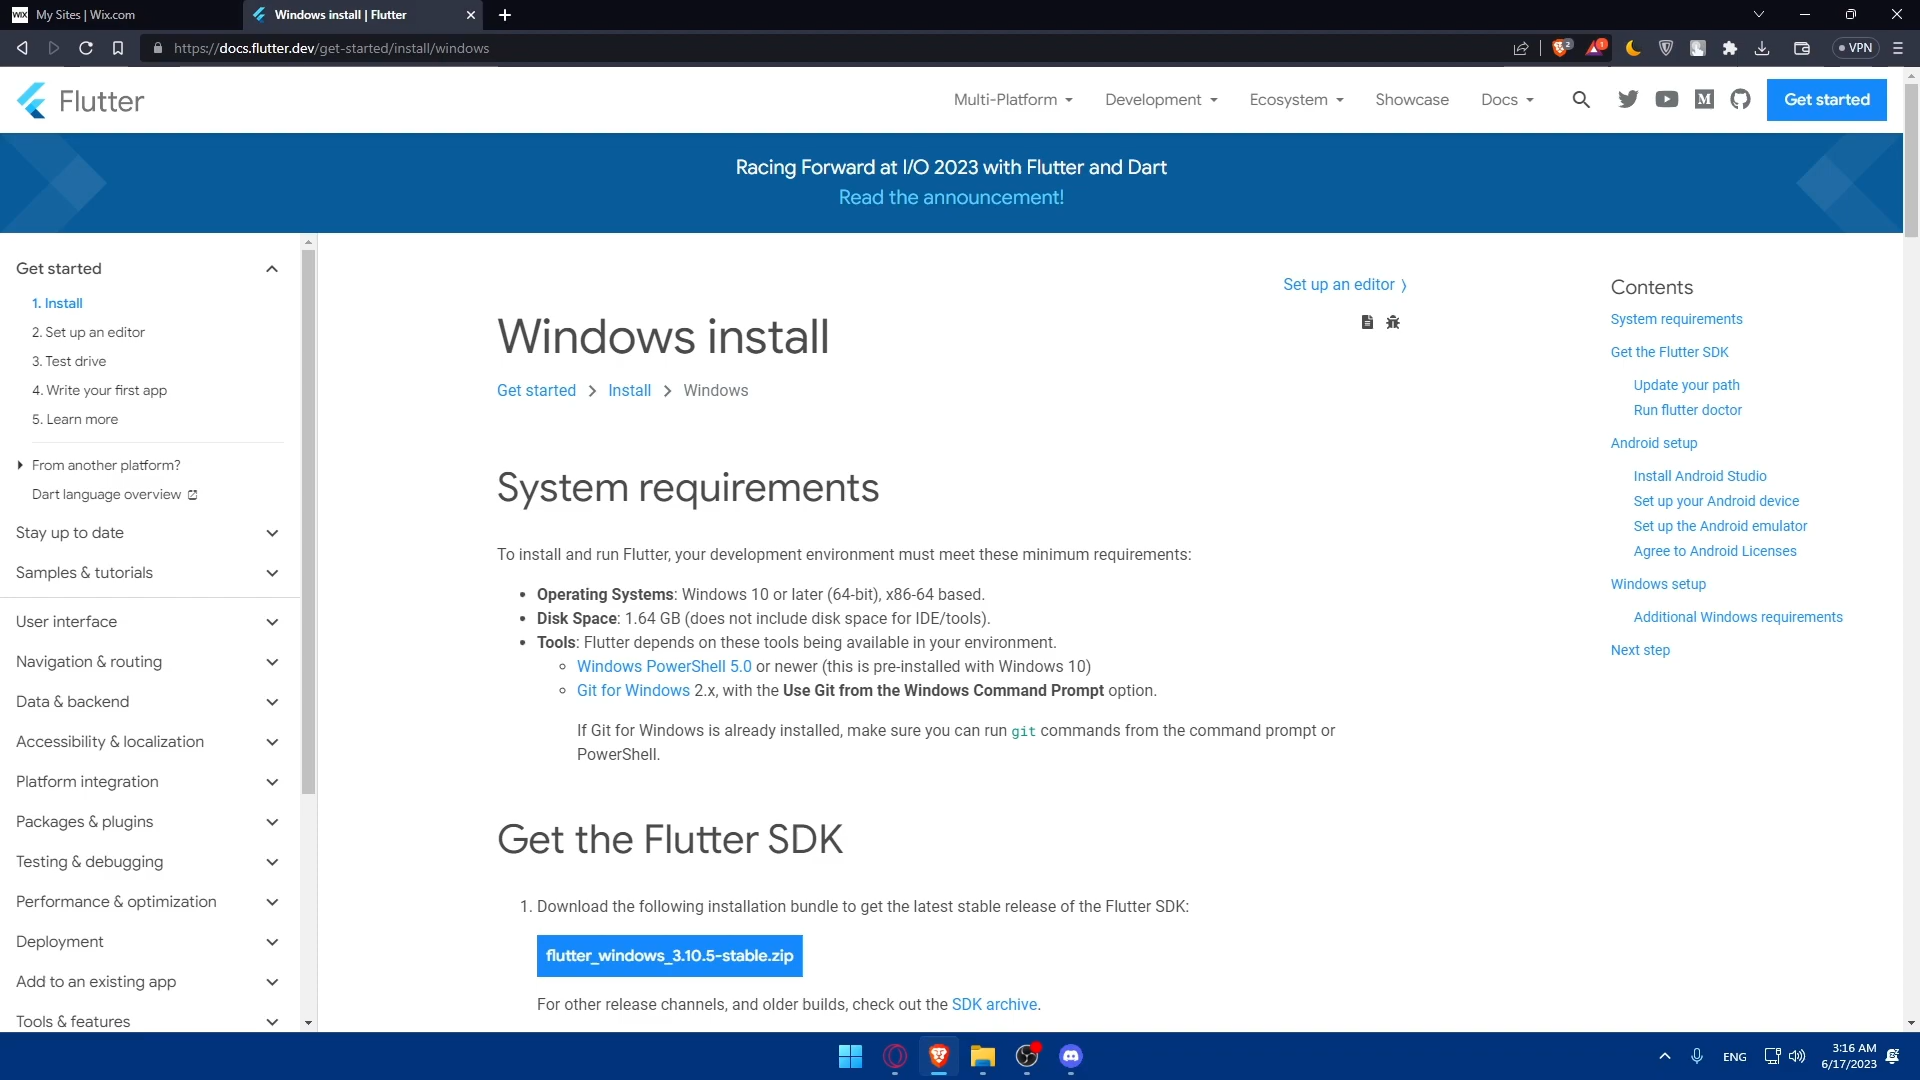 WIX My Sites | Wix.com
Windows install | Flutter
https://docs.flutter.dev/get-started/install/windows
2
1
VPN
Flutter
Multi-Platform
Development
Ecosystem
Showcase
Docs
M
Get started
Racing Forward at I/O 2023 with Flutter and Dart
Read the announcement!
Get started
1. Install
2. Set up an editor
3. Test drive
4. Write your first app
5. Learn more
From another platform?
Dart language overview
Stay up to date
Samples & tutorials
User interface
Navigation & routing
Data & backend
Accessibility & localization
Platform integration
Packages & plugins
Testing & debugging
Performance & optimization
Deployment
Add to an existing app
Tools & features
Set up an editor
Windows install
Get started > Install > Windows
System requirements
To install and run Flutter, your development environment must meet these minimum requirements:
• Operating Systems: Windows 10 or later (64-bit), x86-64 based.
• Disk Space: 1.64 GB (does not include disk space for IDE/tools).
• Tools: Flutter depends on these tools being available in your environment.
◦ Windows PowerShell 5.0 or newer (this is pre-installed with Windows 10)
◦ Git for Windows 2.x, with the Use Git from the Windows Command Prompt option.
If Git for Windows is already installed, make sure you can run git commands from the command prompt or
PowerShell.
Get the Flutter SDK
1. Download the following installation bundle to get the latest stable release of the Flutter SDK:
flutter_windows_3.10.5-stable.zip
For other release channels, and older builds, check out the SDK archive.
Contents
System requirements
Get the Flutter SDK
Update your path
Run flutter doctor
Android setup
Install Android Studio
Set up your Android device
Set up the Android emulator
Agree to Android Licenses
Windows setup
Additional Windows requirements
Next step
ENG
3:16 AM
6/17/2023